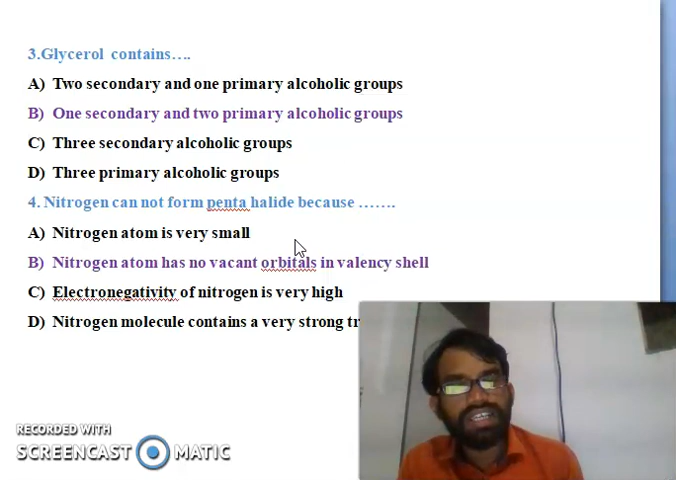 3.Glycerol contains….
A) Two secondary and one primary alcoholic groups
B) One secondary and two primary alcoholic groups
C) Three secondary alcoholic groups
D) Three primary alcoholic groups
4. Nitrogen can not form penta halide because …….
A) Nitrogen atom is very small
B) Nitrogen atom has no vacant orbitals in valency shell
C) Electronegativity of nitrogen is very high
D) Nitrogen molecule contains a very strong tr
RECORDED WITH
SCREENCAST MATIC